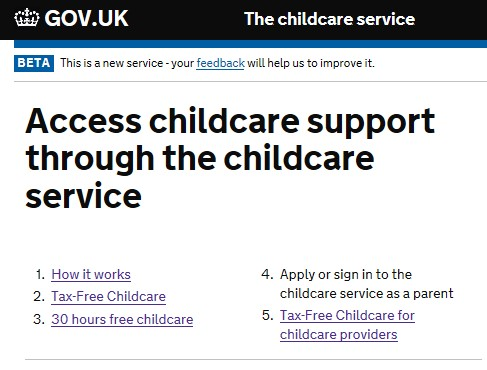 GOV.UK The childcare service
BETA This is a new service - your feedback will help us to improve it.
Access childcare support
through the childcare
service
1. How it works
2. Tax-Free Childcare
3. 30 hours free childcare
4. Apply or sign in to the
childcare service as a parent
5. Tax-Free Childcare for
childcare providers